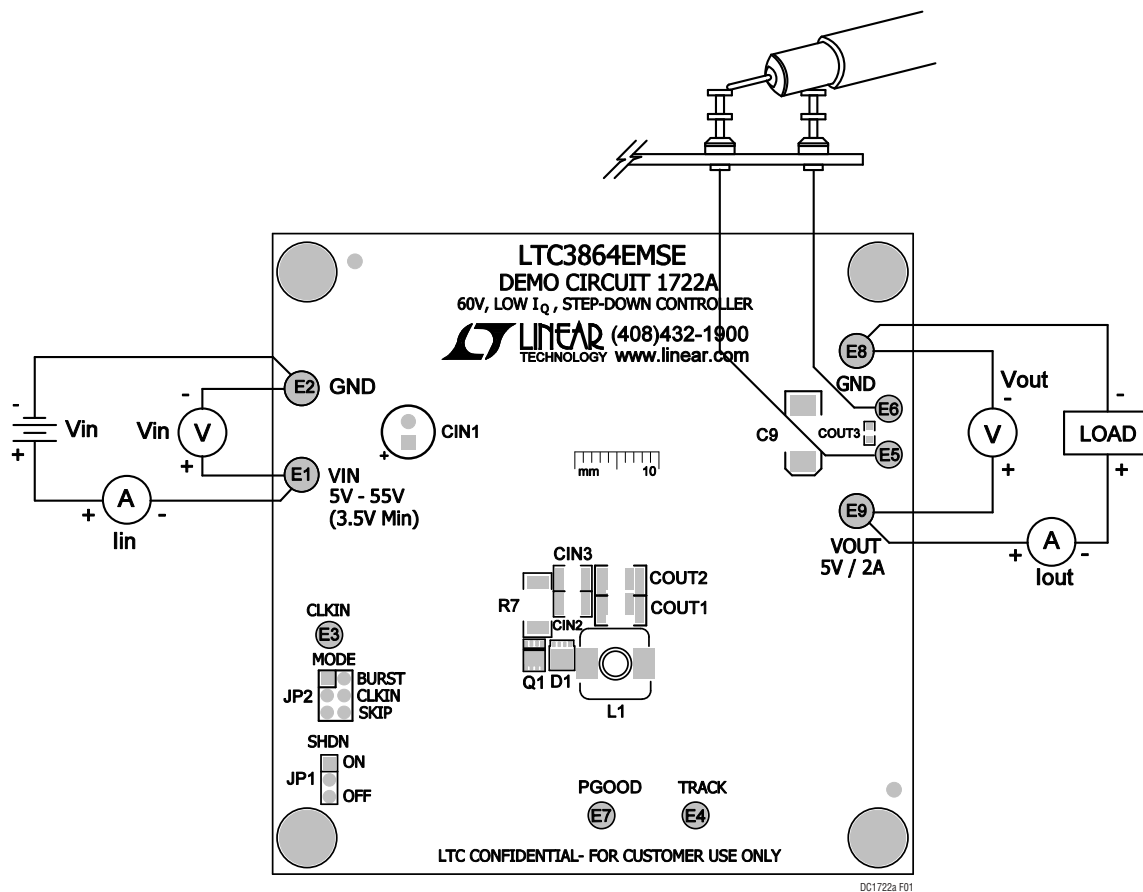 LTC3864EMSE
DEMO CIRCUIT 1722A
60V, LOW IQ , STEP-DOWN CONTROLLER
LINEAR (408)432-1900
TECHNOLOGY www.linear.com
E8
GND
E6
COUT3
C9
E5
E9
VOUT
5V / 2A
Vout
-
V
+
-
LOAD
+
+ A -
Iout
E2 GND
-
Vin
+
-
Vin V
+
E1 VIN
5V - 55V
(3.5V Min)
+ A -
Iin
CIN1
+
mm 10
CIN3
COUT2
COUT1
R7
CIN2
Q1 D1
L1
CLKIN
E3
MODE
BURST
JP2 CLKIN
SKIP
SHDN
ON
JP1
OFF
PGOOD TRACK
E7 E4
LTC CONFIDENTIAL- FOR CUSTOMER USE ONLY
DC1722a F01